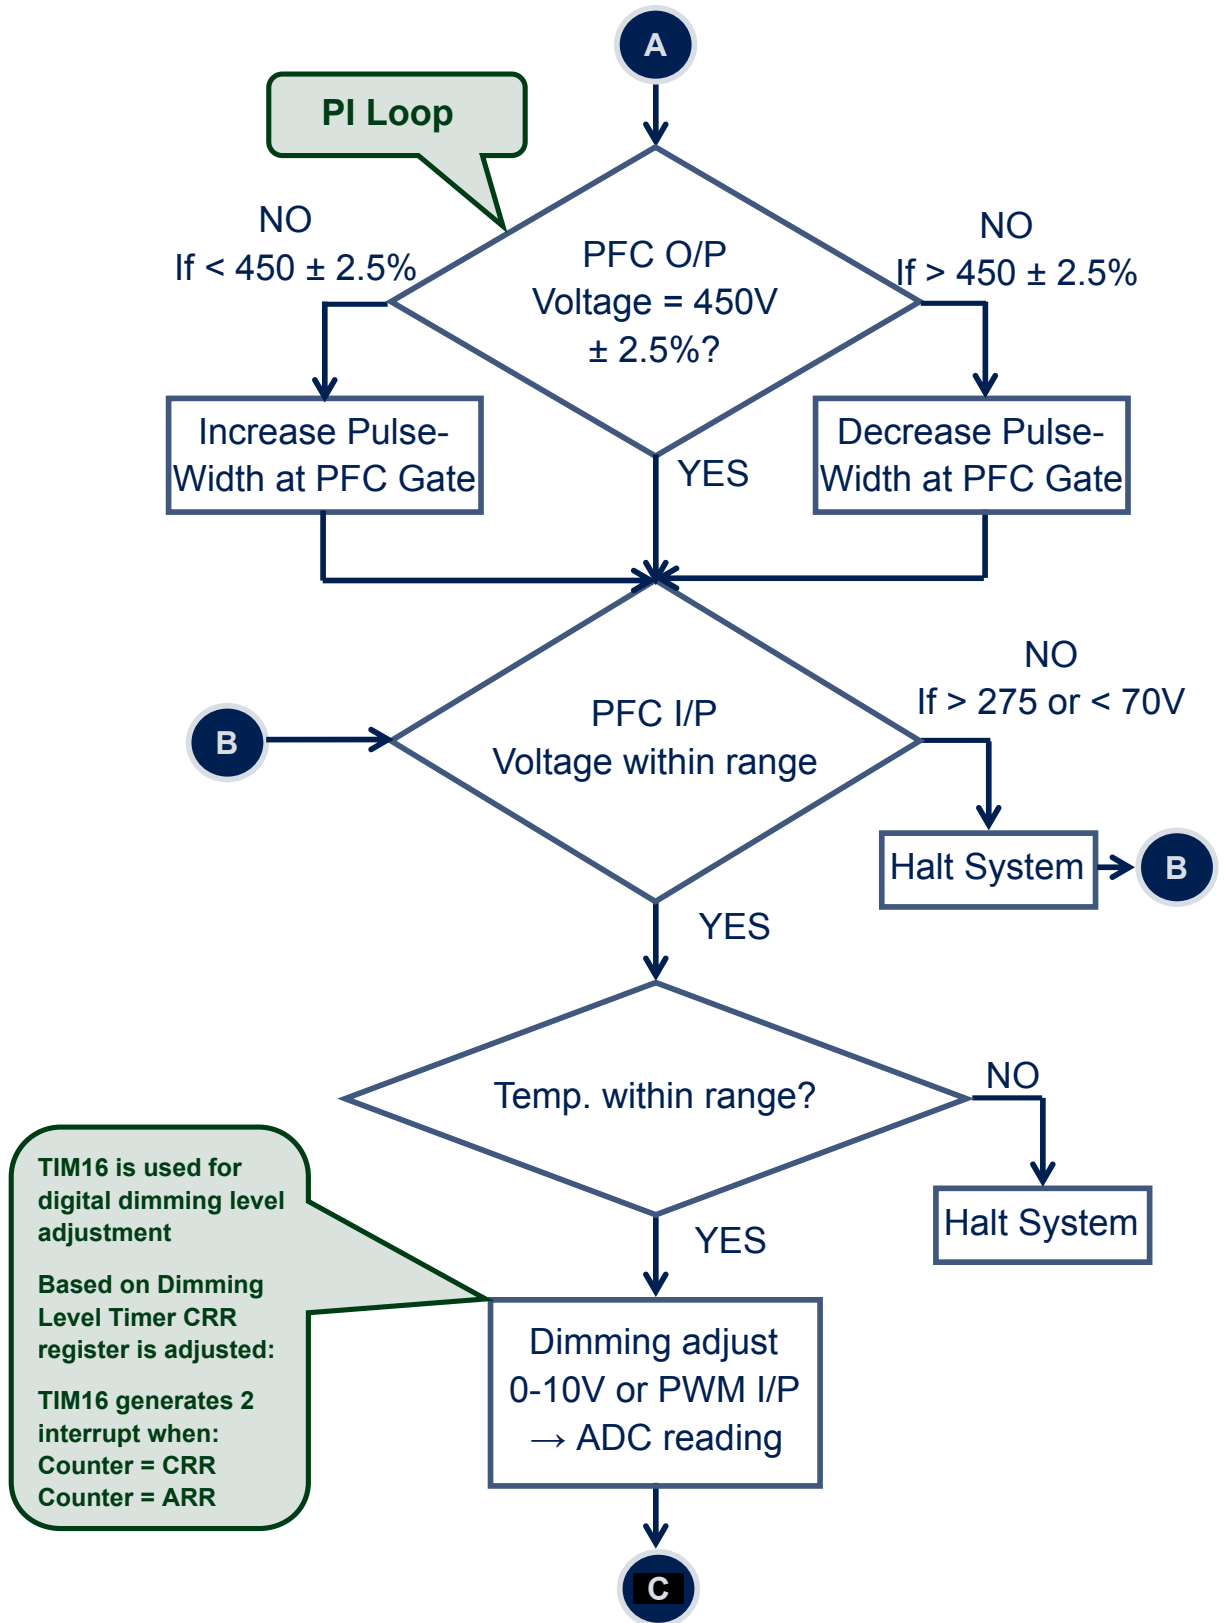 A
PI Loop
NO
If < 450 ± 2.5%
PFC O/P
Voltage = 450V
± 2.5%?
NO
If > 450 ± 2.5%
Increase Pulse-
Width at PFC Gate
YES
Decrease Pulse-
Width at PFC Gate
B
PFC I/P
Voltage within range
NO
If > 275 or < 70V
Halt System
B
YES
Temp. within range?
NO
Halt System
YES
TIM16 is used for
digital dimming level
adjustment
Based on Dimming
Level Timer CRR
register is adjusted:
TIM16 generates 2
interrupt when:
Counter = CRR
Counter = ARR
Dimming adjust
0-10V or PWM I/P
→ ADC reading
C